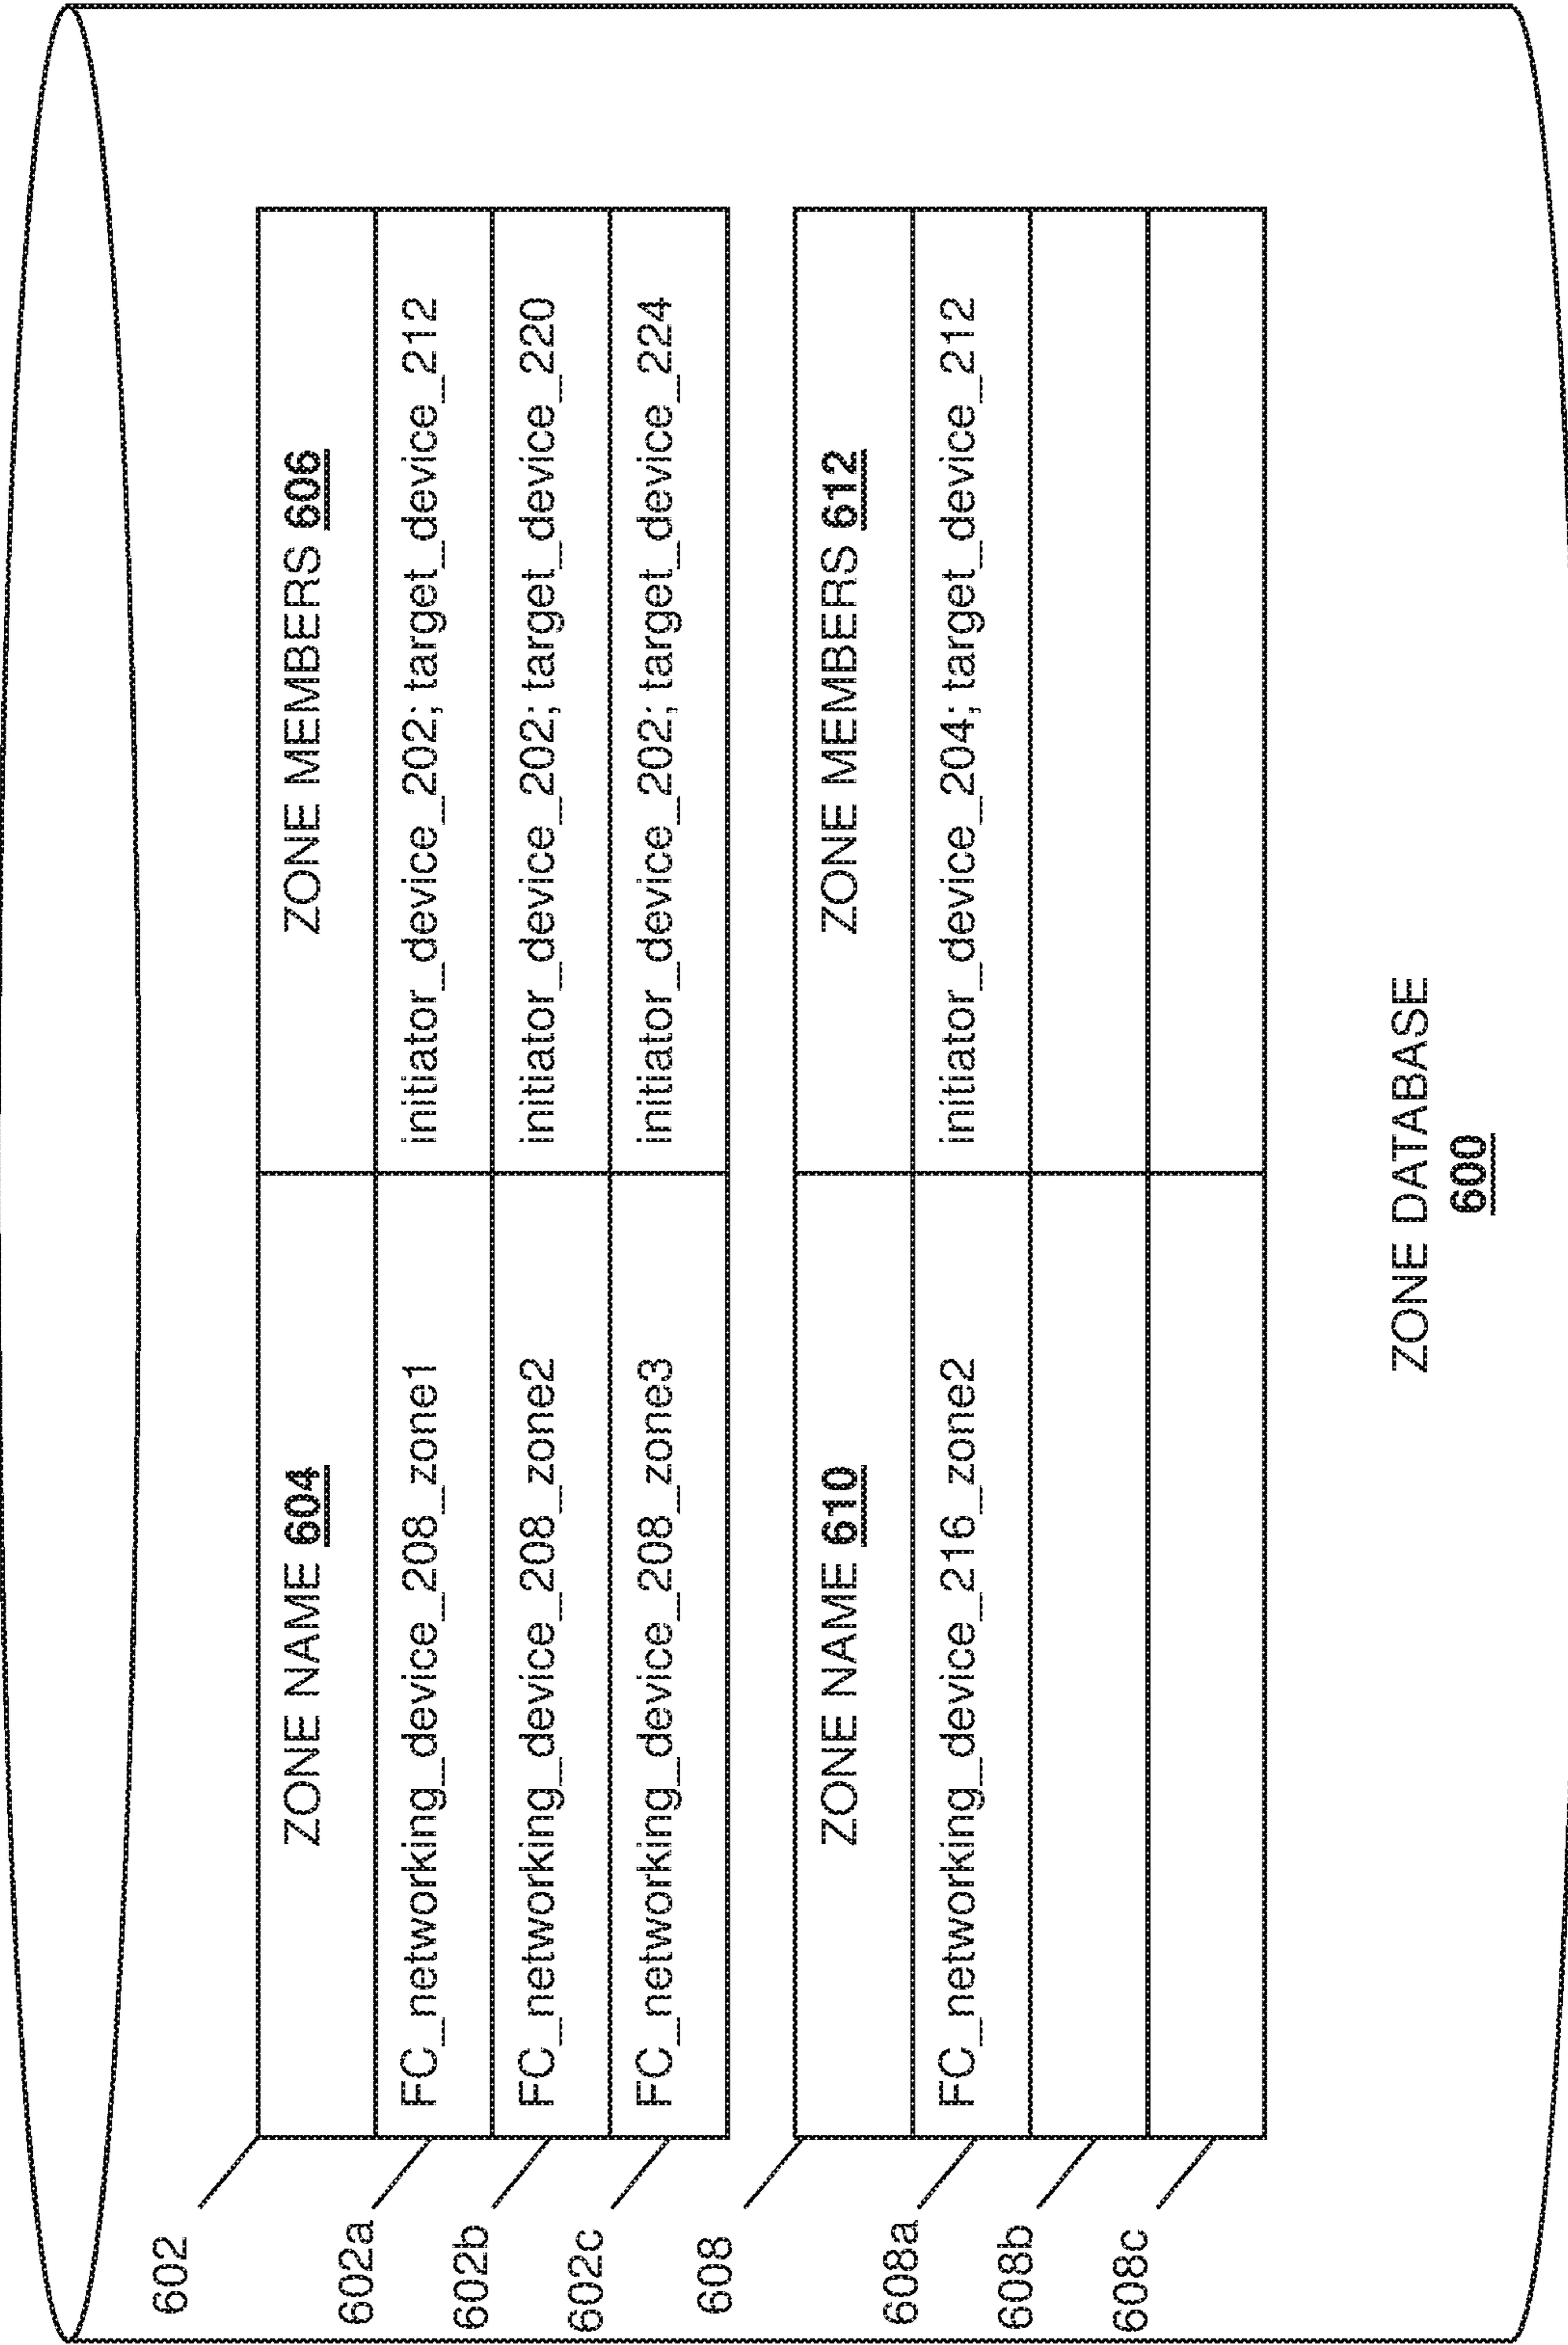 602
ZONE NAME 604 ZONE MEMBERS 606
602a FC_networking_device_208_zone1 initiator_device_202; target_device_212
602b FC_networking_device_208_zone2 initiator_device_202; target_device_220
602c FC_networking_device_208_zone3 initiator_device_202; target_device_224
608
ZONE NAME 610 ZONE MEMBERS 612
608a FC_networking_device_216_zone2 initiator_device_204; target_device_212
608b
608c
ZONE DATABASE
600